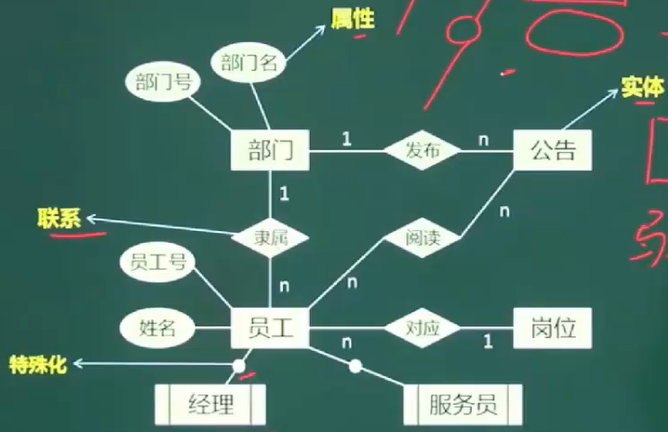 属性
部门名
部门号
实体
部门
1
发布
n
公告
1
联系
隶属
阅读
n
员工号
n
n
姓名
员工
n
对应
1
岗位
特殊化
经理
服务员